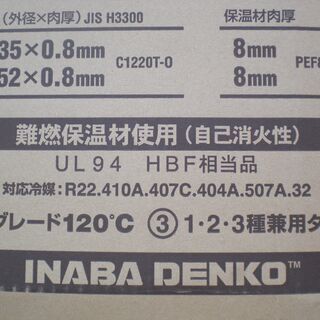 (外径×肉厚) JIS H3300
保温材肉厚
35×0.8mm C1220T-O 8mm PEF
52×0.8mm 8mm
難燃保温材使用(自己消火性)
UL94 HBF相当品
対応冷媒:R22.410A.407C.404A.507A.32
グレード120℃ ③ 1・2・3種兼用タ
INABA DENKO™